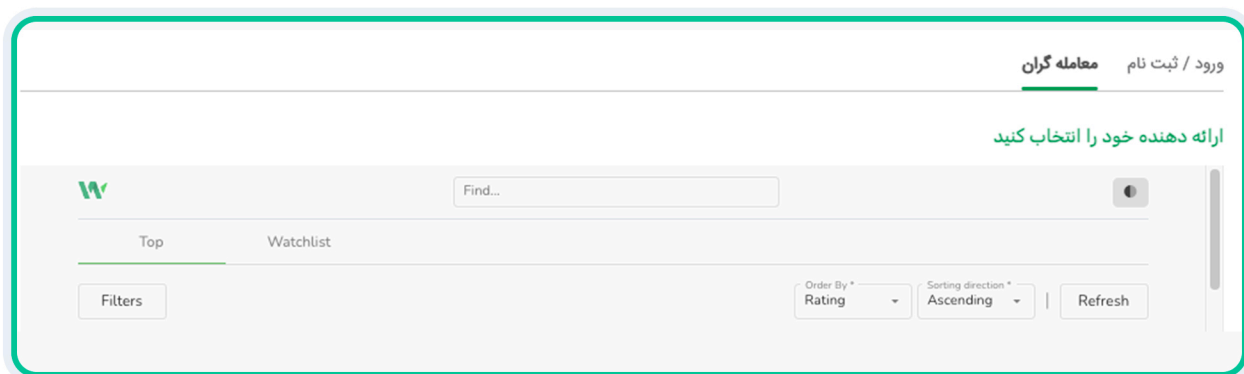 ورود / ثبت نام    معامله گران
ارائه دهنده خود را انتخاب کنید
Find...
Top    Watchlist
Order By *    Sorting direction *
Filters    Rating    Ascending    |    Refresh